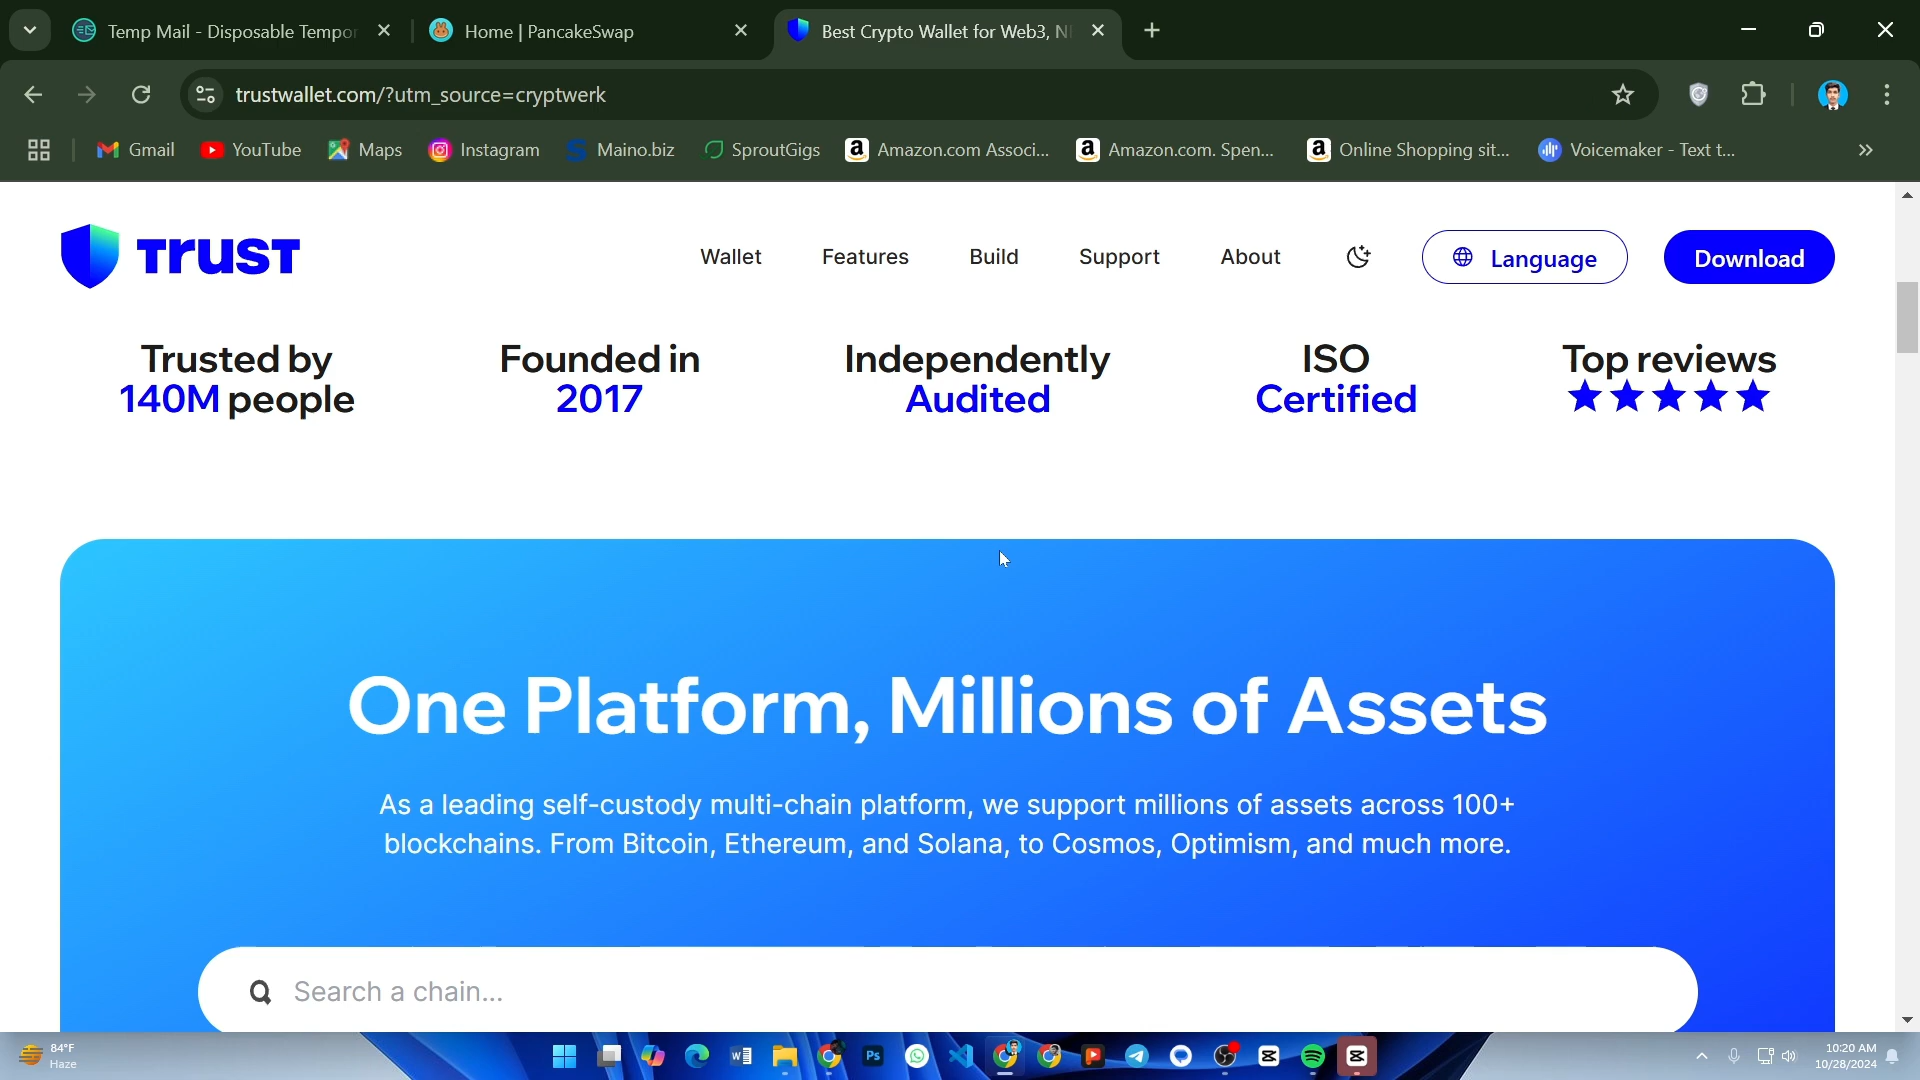 Temp Mail - Disposable Tempor
Home | PancakeSwap
Best Crypto Wallet for Web3, N
trustwallet.com/?utm_source=cryptwerk
Gmail
YouTube
Maps
Instagram
Maino.biz
SproutGigs
Amazon.com Associ...
Amazon.com. Spen...
Online Shopping sit...
Voicemaker - Text t...
TRUST
Wallet
Features
Build
Support
About
Language
Download
Trusted by
140M people
Founded in
2017
Independently
Audited
ISO
Certified
Top reviews
One Platform, Millions of Assets
As a leading self-custody multi-chain platform, we support millions of assets across 100+
blockchains. From Bitcoin, Ethereum, and Solana, to Cosmos, Optimism, and much more.
Search a chain...
84°F
Haze
10:20 AM
10/28/2024